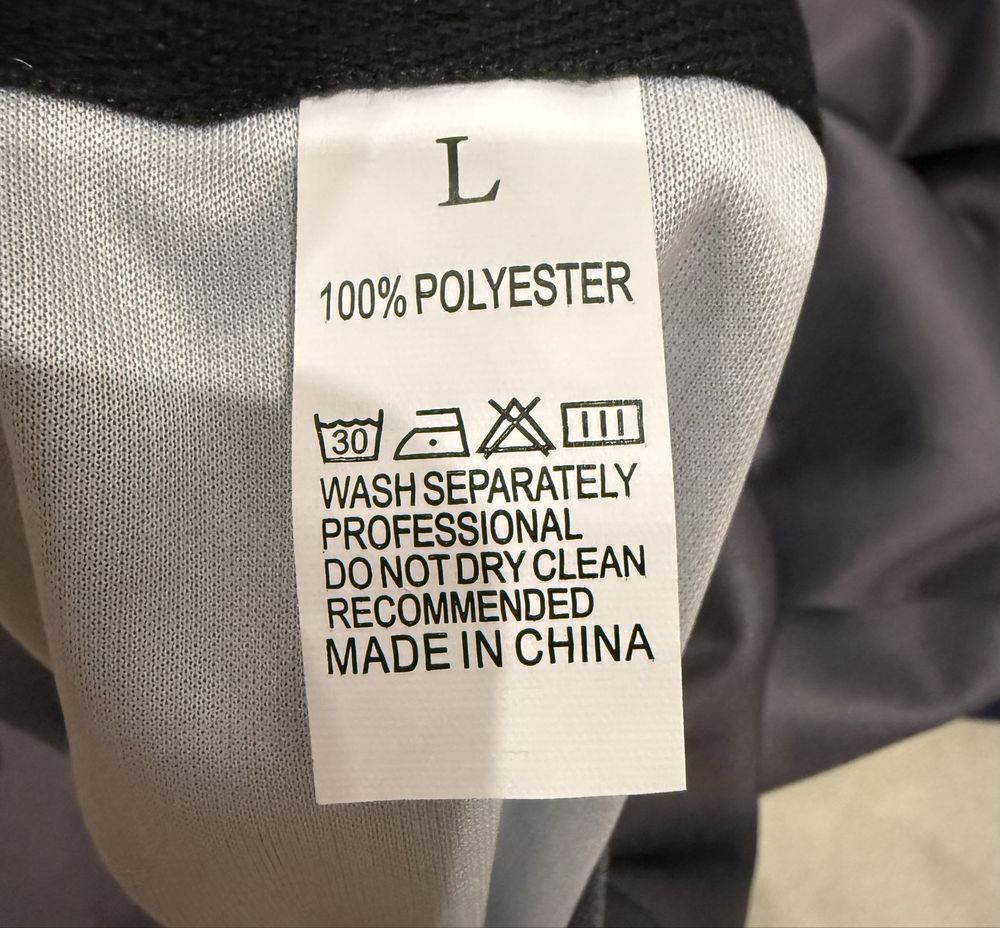 L
100% POLYESTER
30
WASH SEPARATELY
PROFESSIONAL
DO NOT DRY CLEAN
RECOMMENDED
MADE IN CHINA